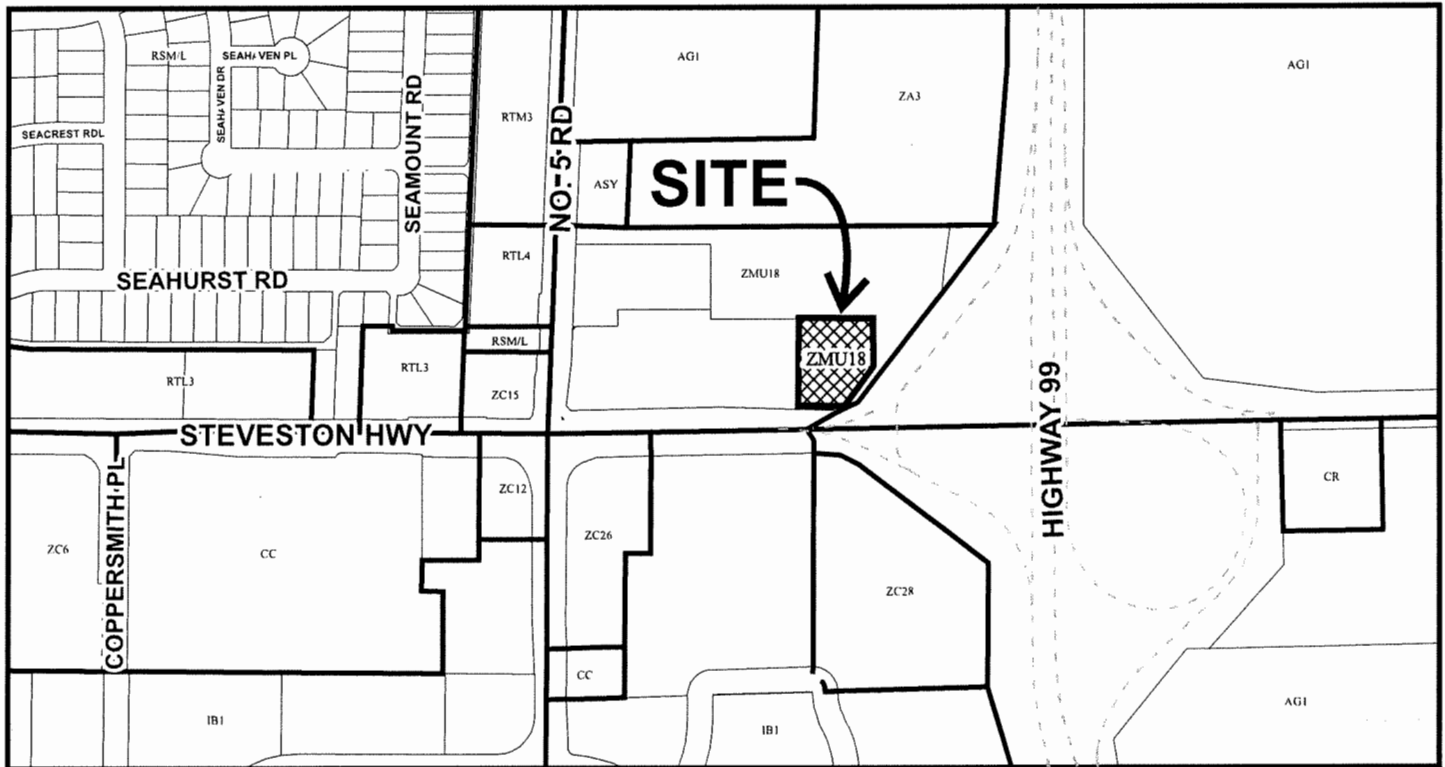 RSM/L
SEAHAVEN PL
SEAHAVEN DR
SEACREST RDL
SEAMOUNT RD
SEAHURST RD
RTM3
NO. 5 RD
AG1
ZA3
AG1
ASY
SITE
RTL4
ZMU18
ZMU18
RSM/L
RTL3
RTL3
ZC15
STEVESTON HWY
HIGHWAY 99
COPPERSMITH PL
ZC6
CC
ZC12
ZC26
ZC28
CR
CC
IB1
IB1
AG1